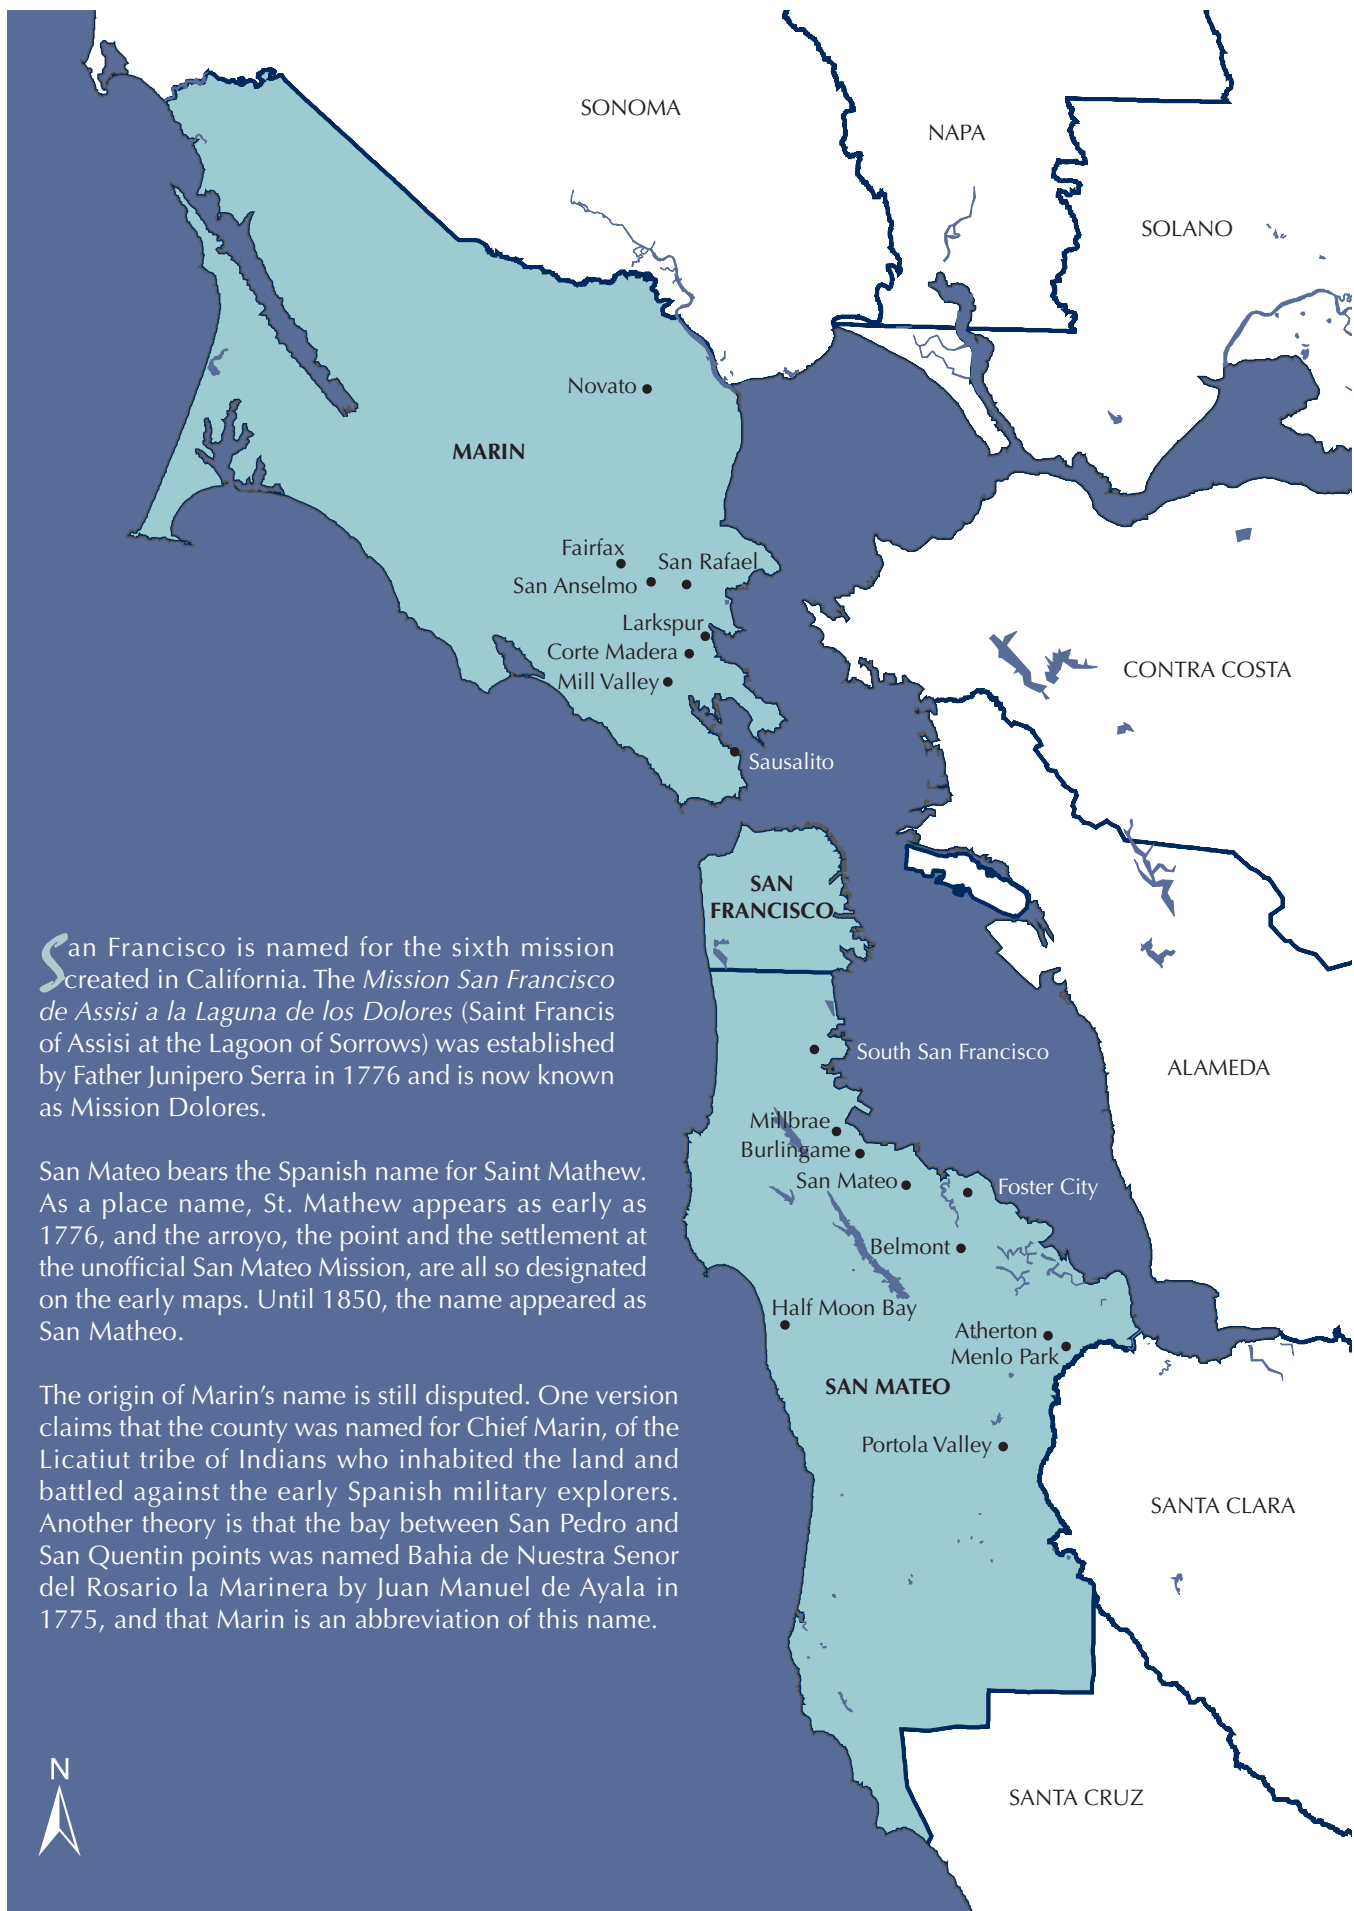 SONOMA
NAPA
SOLANO
Novato
MARIN
Fairfax
San Rafael
San Anselmo
Larkspur
Corte Madera
Mill Valley
CONTRA COSTA
Sausalito
SAN
FRANCISCO
San Francisco is named for the sixth mission
created in California. The Mission San Francisco
de Assisi a la Laguna de los Dolores (Saint Francis
of Assisi at the Lagoon of Sorrows) was established
by Father Junipero Serra in 1776 and is now known
as Mission Dolores.
South San Francisco
ALAMEDA
Millbrae
Burlingame
San Mateo
Foster City
Belmont
Half Moon Bay
Atherton
Menlo Park
SAN MATEO
Portola Valley
San Mateo bears the Spanish name for Saint Mathew.
As a place name, St. Mathew appears as early as
1776, and the arroyo, the point and the settlement at
the unofficial San Mateo Mission, are all so designated
on the early maps. Until 1850, the name appeared as
San Matheo.
The origin of Marin’s name is still disputed. One version
claims that the county was named for Chief Marin, of the
Licatiut tribe of Indians who inhabited the land and
battled against the early Spanish military explorers.
Another theory is that the bay between San Pedro and
San Quentin points was named Bahia de Nuestra Senor
del Rosario la Marinera by Juan Manuel de Ayala in
1775, and that Marin is an abbreviation of this name.
SANTA CLARA
SANTA CRUZ
N